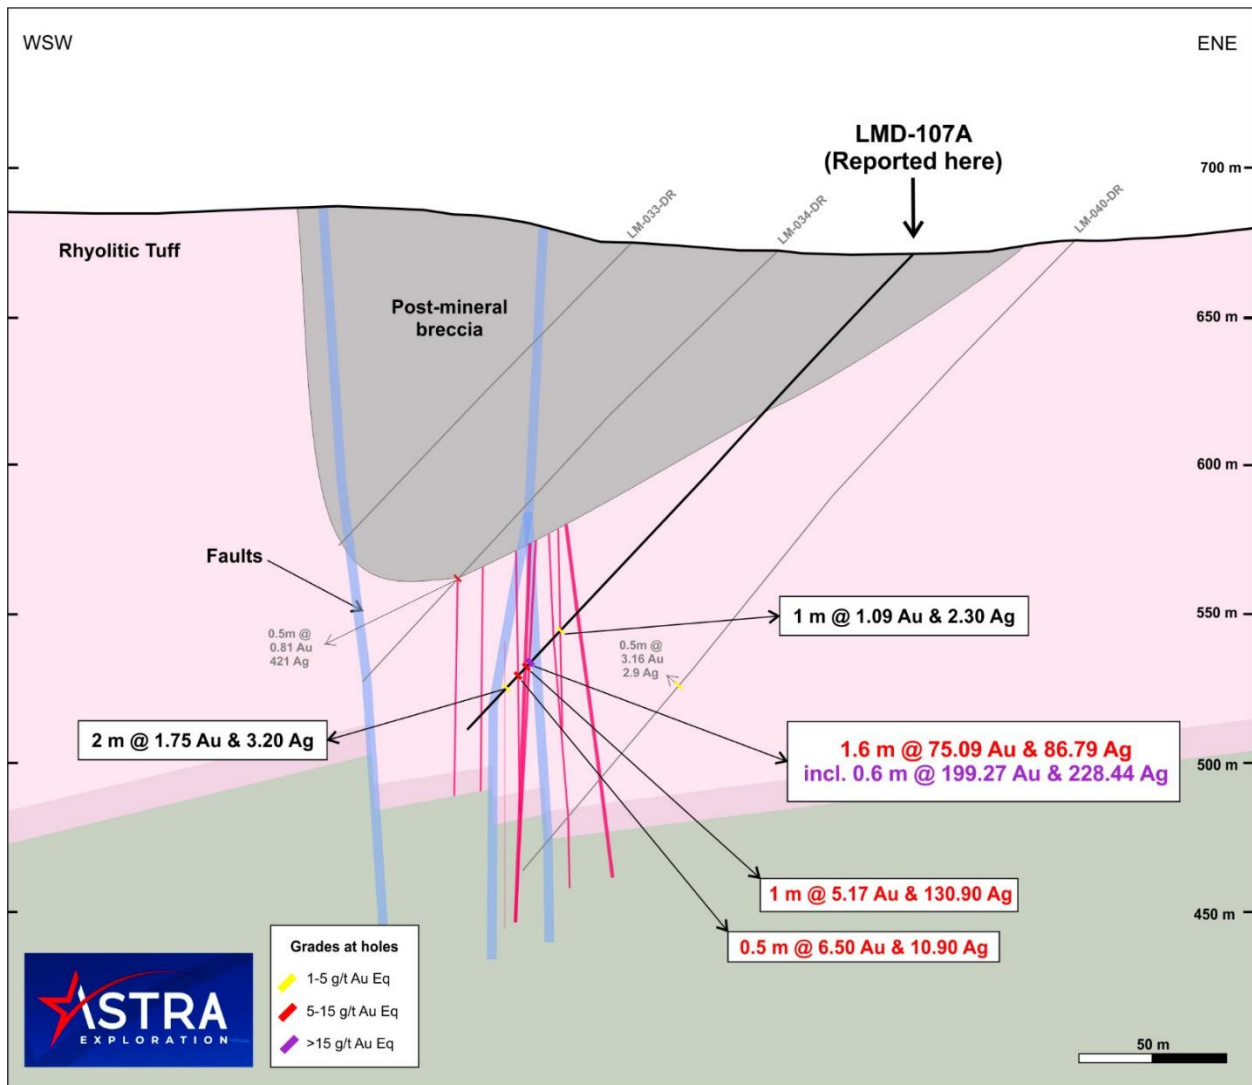 WSW
ENE
LMD-107A
(Reported here)
700 m
LM-033-DR
LM-034-DR
LM-040-DR
Rhyolitic Tuff
Post-mineral
breccia
650 m
600 m
Faults
550 m
1 m @ 1.09 Au & 2.30 Ag
0.5m @
0.81 Au
421 Ag
0.5m @
3.16 Au
2.9 Ag
2 m @ 1.75 Au & 3.20 Ag
1.6 m @ 75.09 Au & 86.79 Ag
incl. 0.6 m @ 199.27 Au & 228.44 Ag
500 m
1 m @ 5.17 Au & 130.90 Ag
450 m
0.5 m @ 6.50 Au & 10.90 Ag
ASTRA
EXPLORATION
Grades at holes
1-5 g/t Au Eq
5-15 g/t Au Eq
>15 g/t Au Eq
50 m